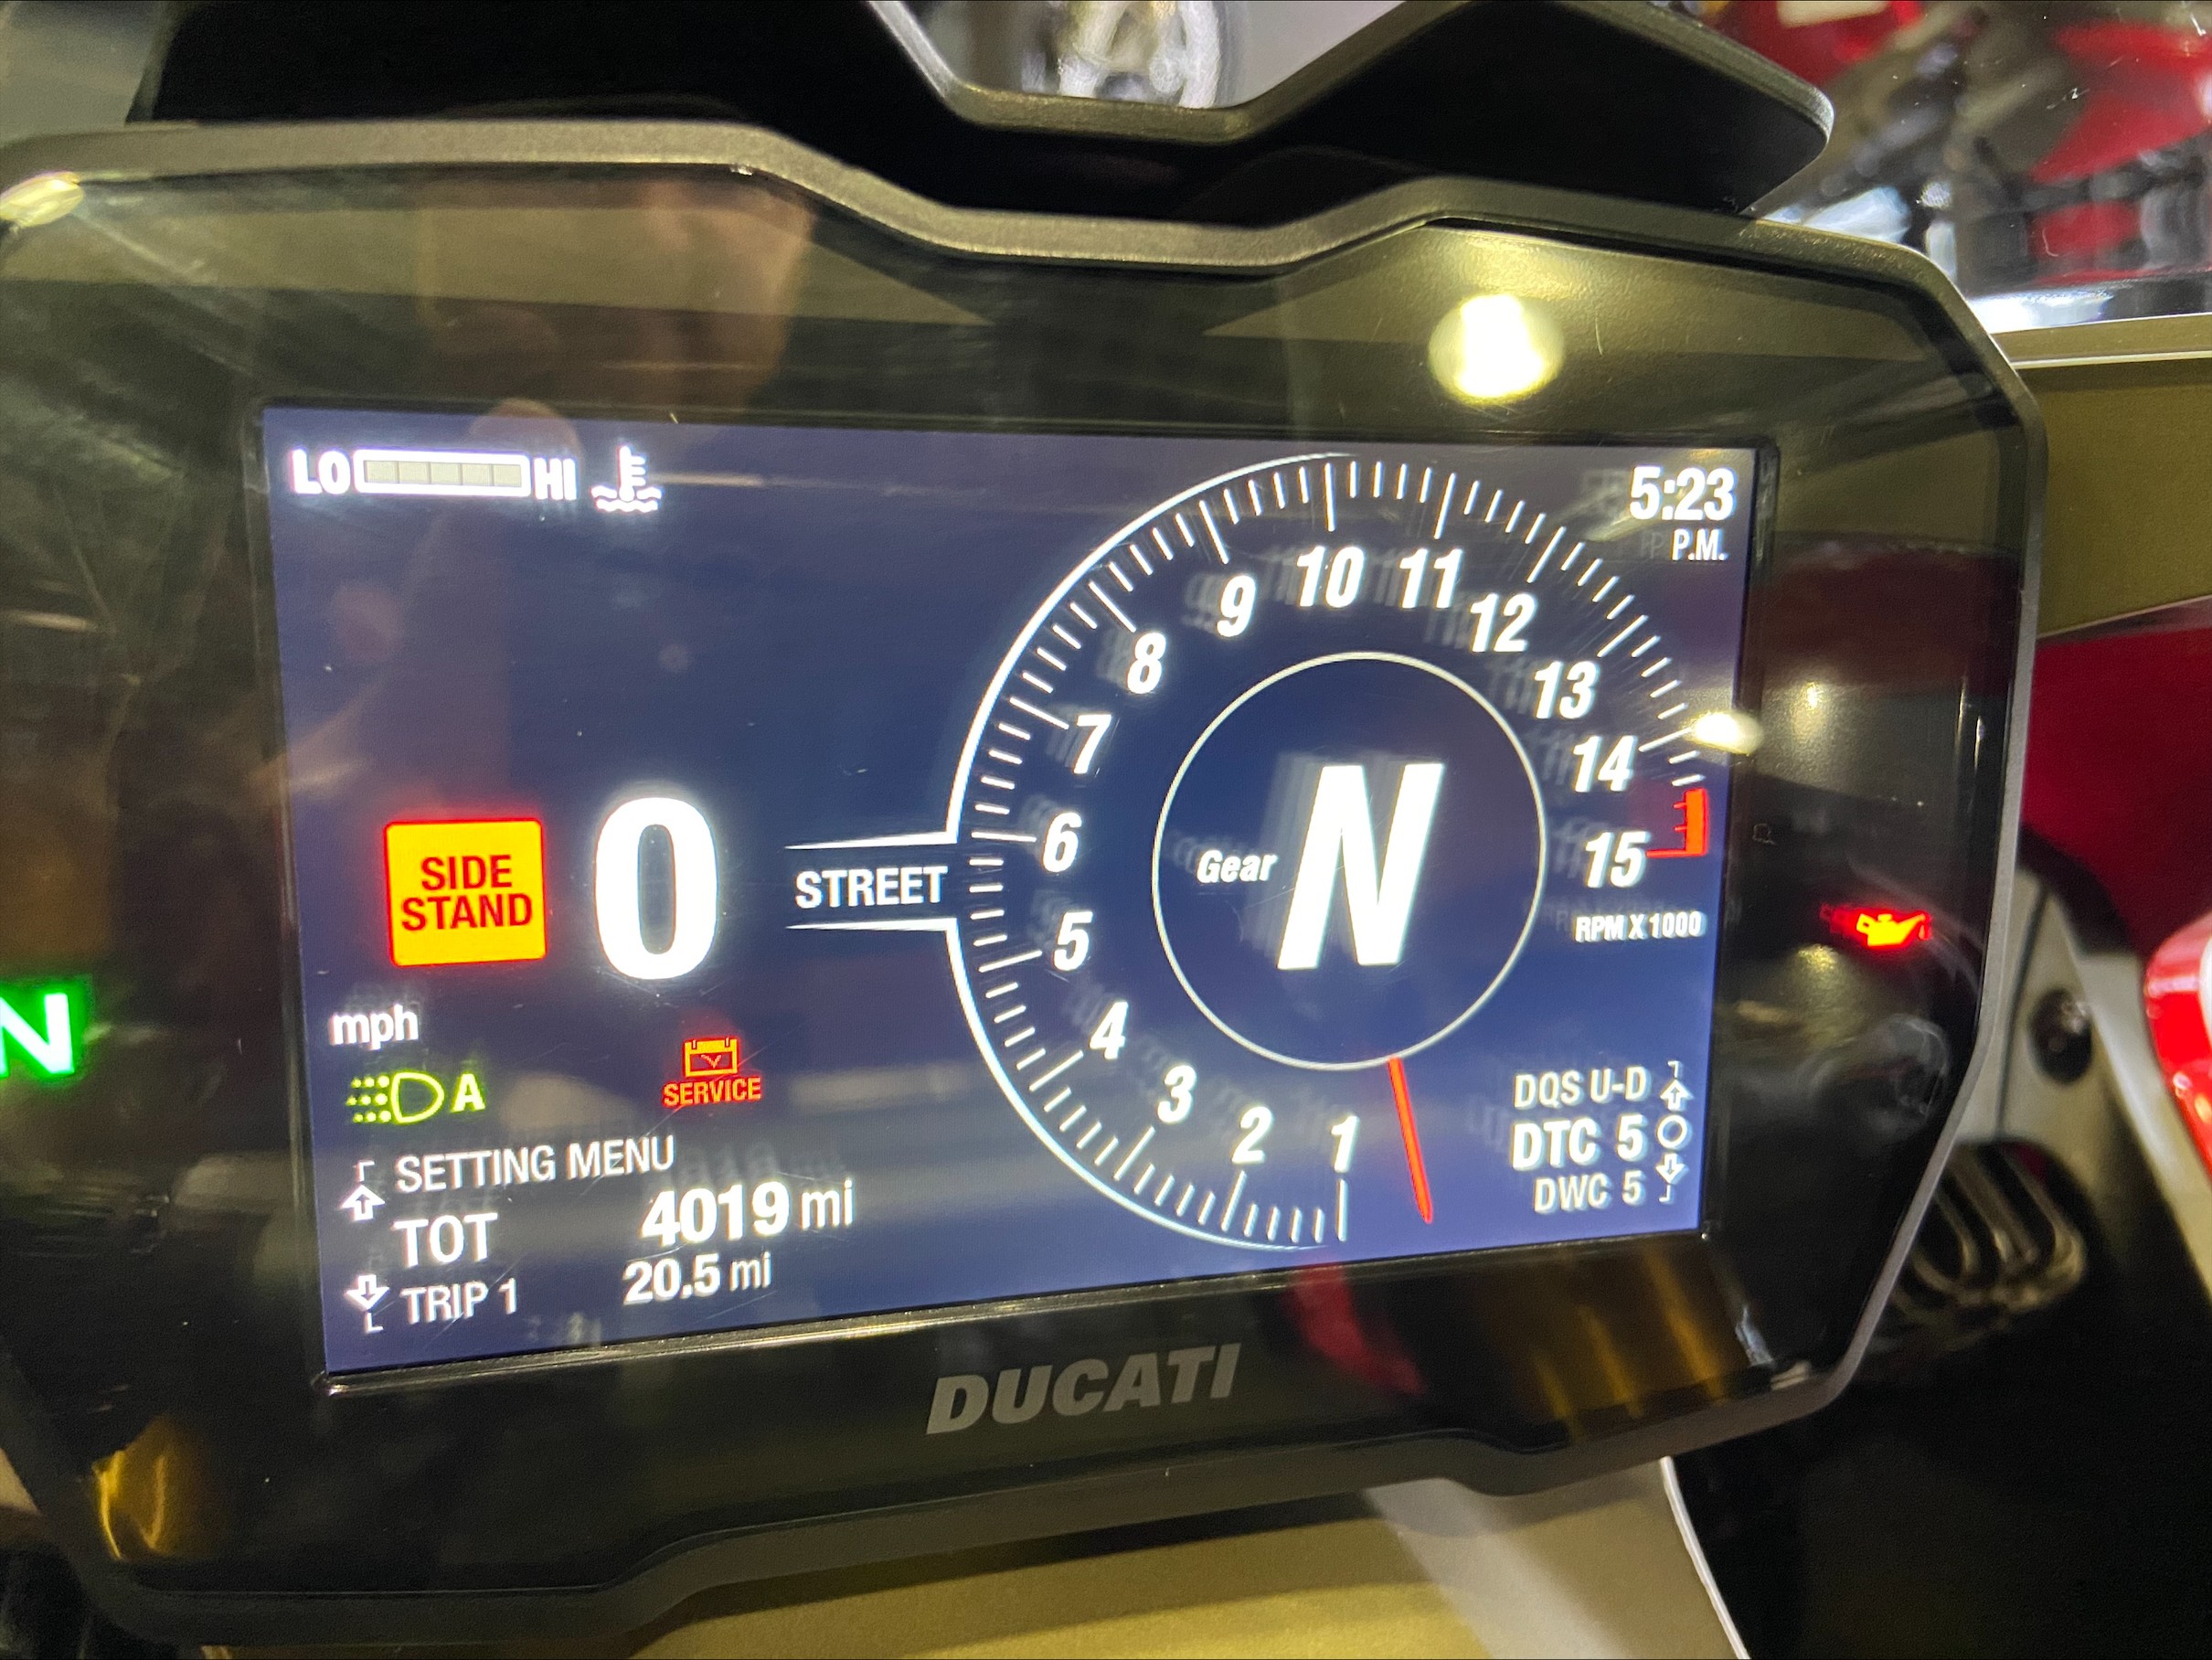 LO HI
5:23
P.M.
10 11
9 12
8 13
7 14
6 15
5 RPM X 1000
4
3
2
1
Gear N
SIDE
STAND
0
STREET
N
mph
A
SERVICE
SETTING MENU
TOT 4019 mi
TRIP 1 20.5 mi
DQS U-D
DTC 5
DWC 5
DUCATI